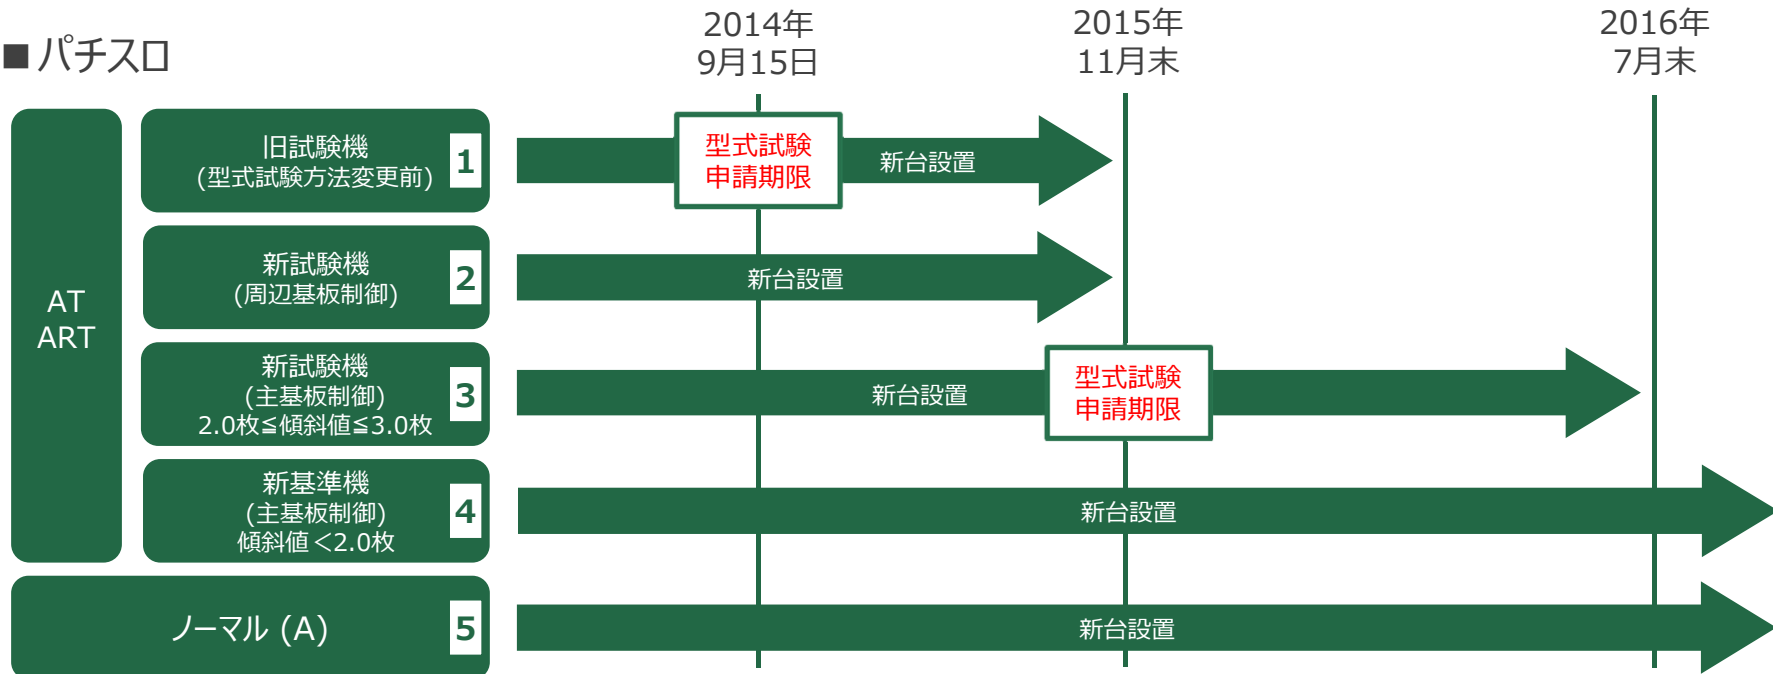 ■パチスロ
2014年
9月15日
2015年
11月末
2016年
7月末
AT
ART
旧試験機
(型式試験方法変更前)
1
型式試験
申請期限
新台設置
新試験機
(周辺基板制御)
2
新台設置
新試験機
(主基板制御)
2.0枚≦傾斜値≦3.0枚
3
新台設置
型式試験
申請期限
新基準機
(主基板制御)
傾斜値<2.0枚
4
新台設置
ノーマル (A)
5
新台設置